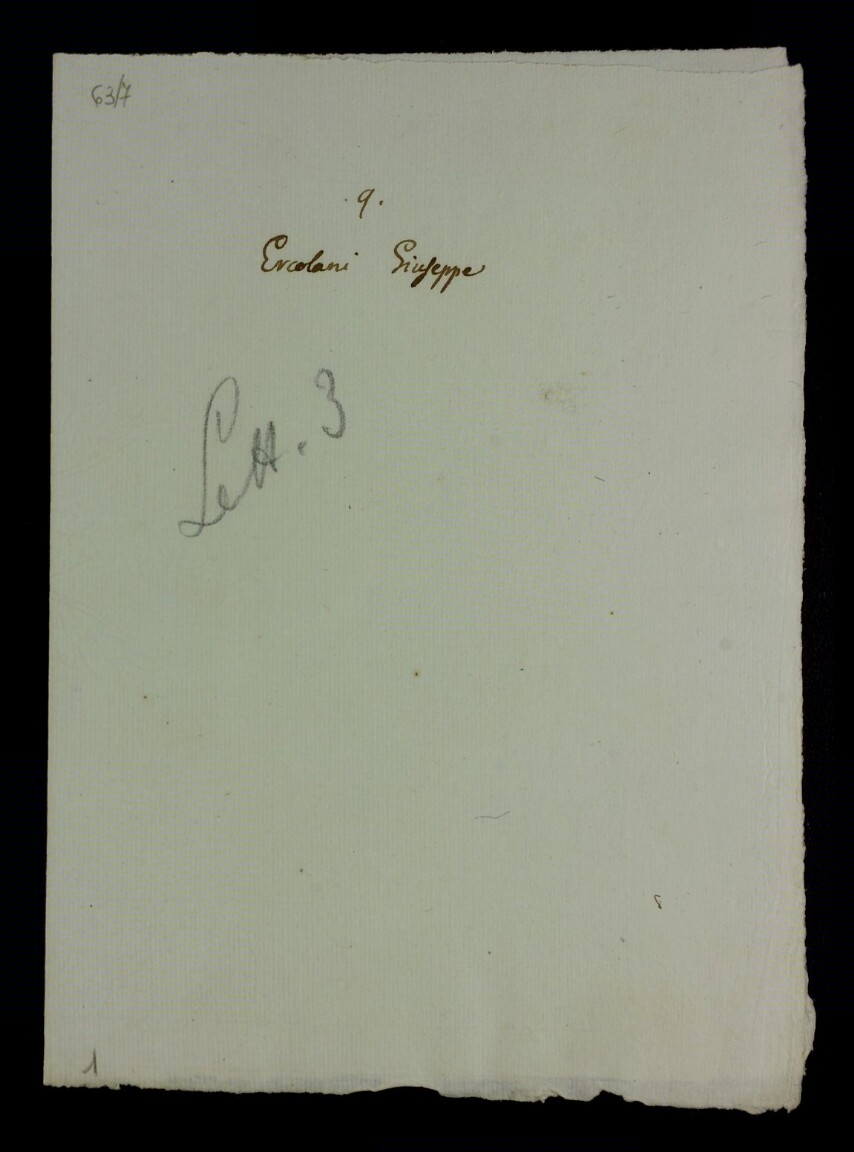 63/7
. 9.
Ercolani Giuseppe
Lett. 3
1